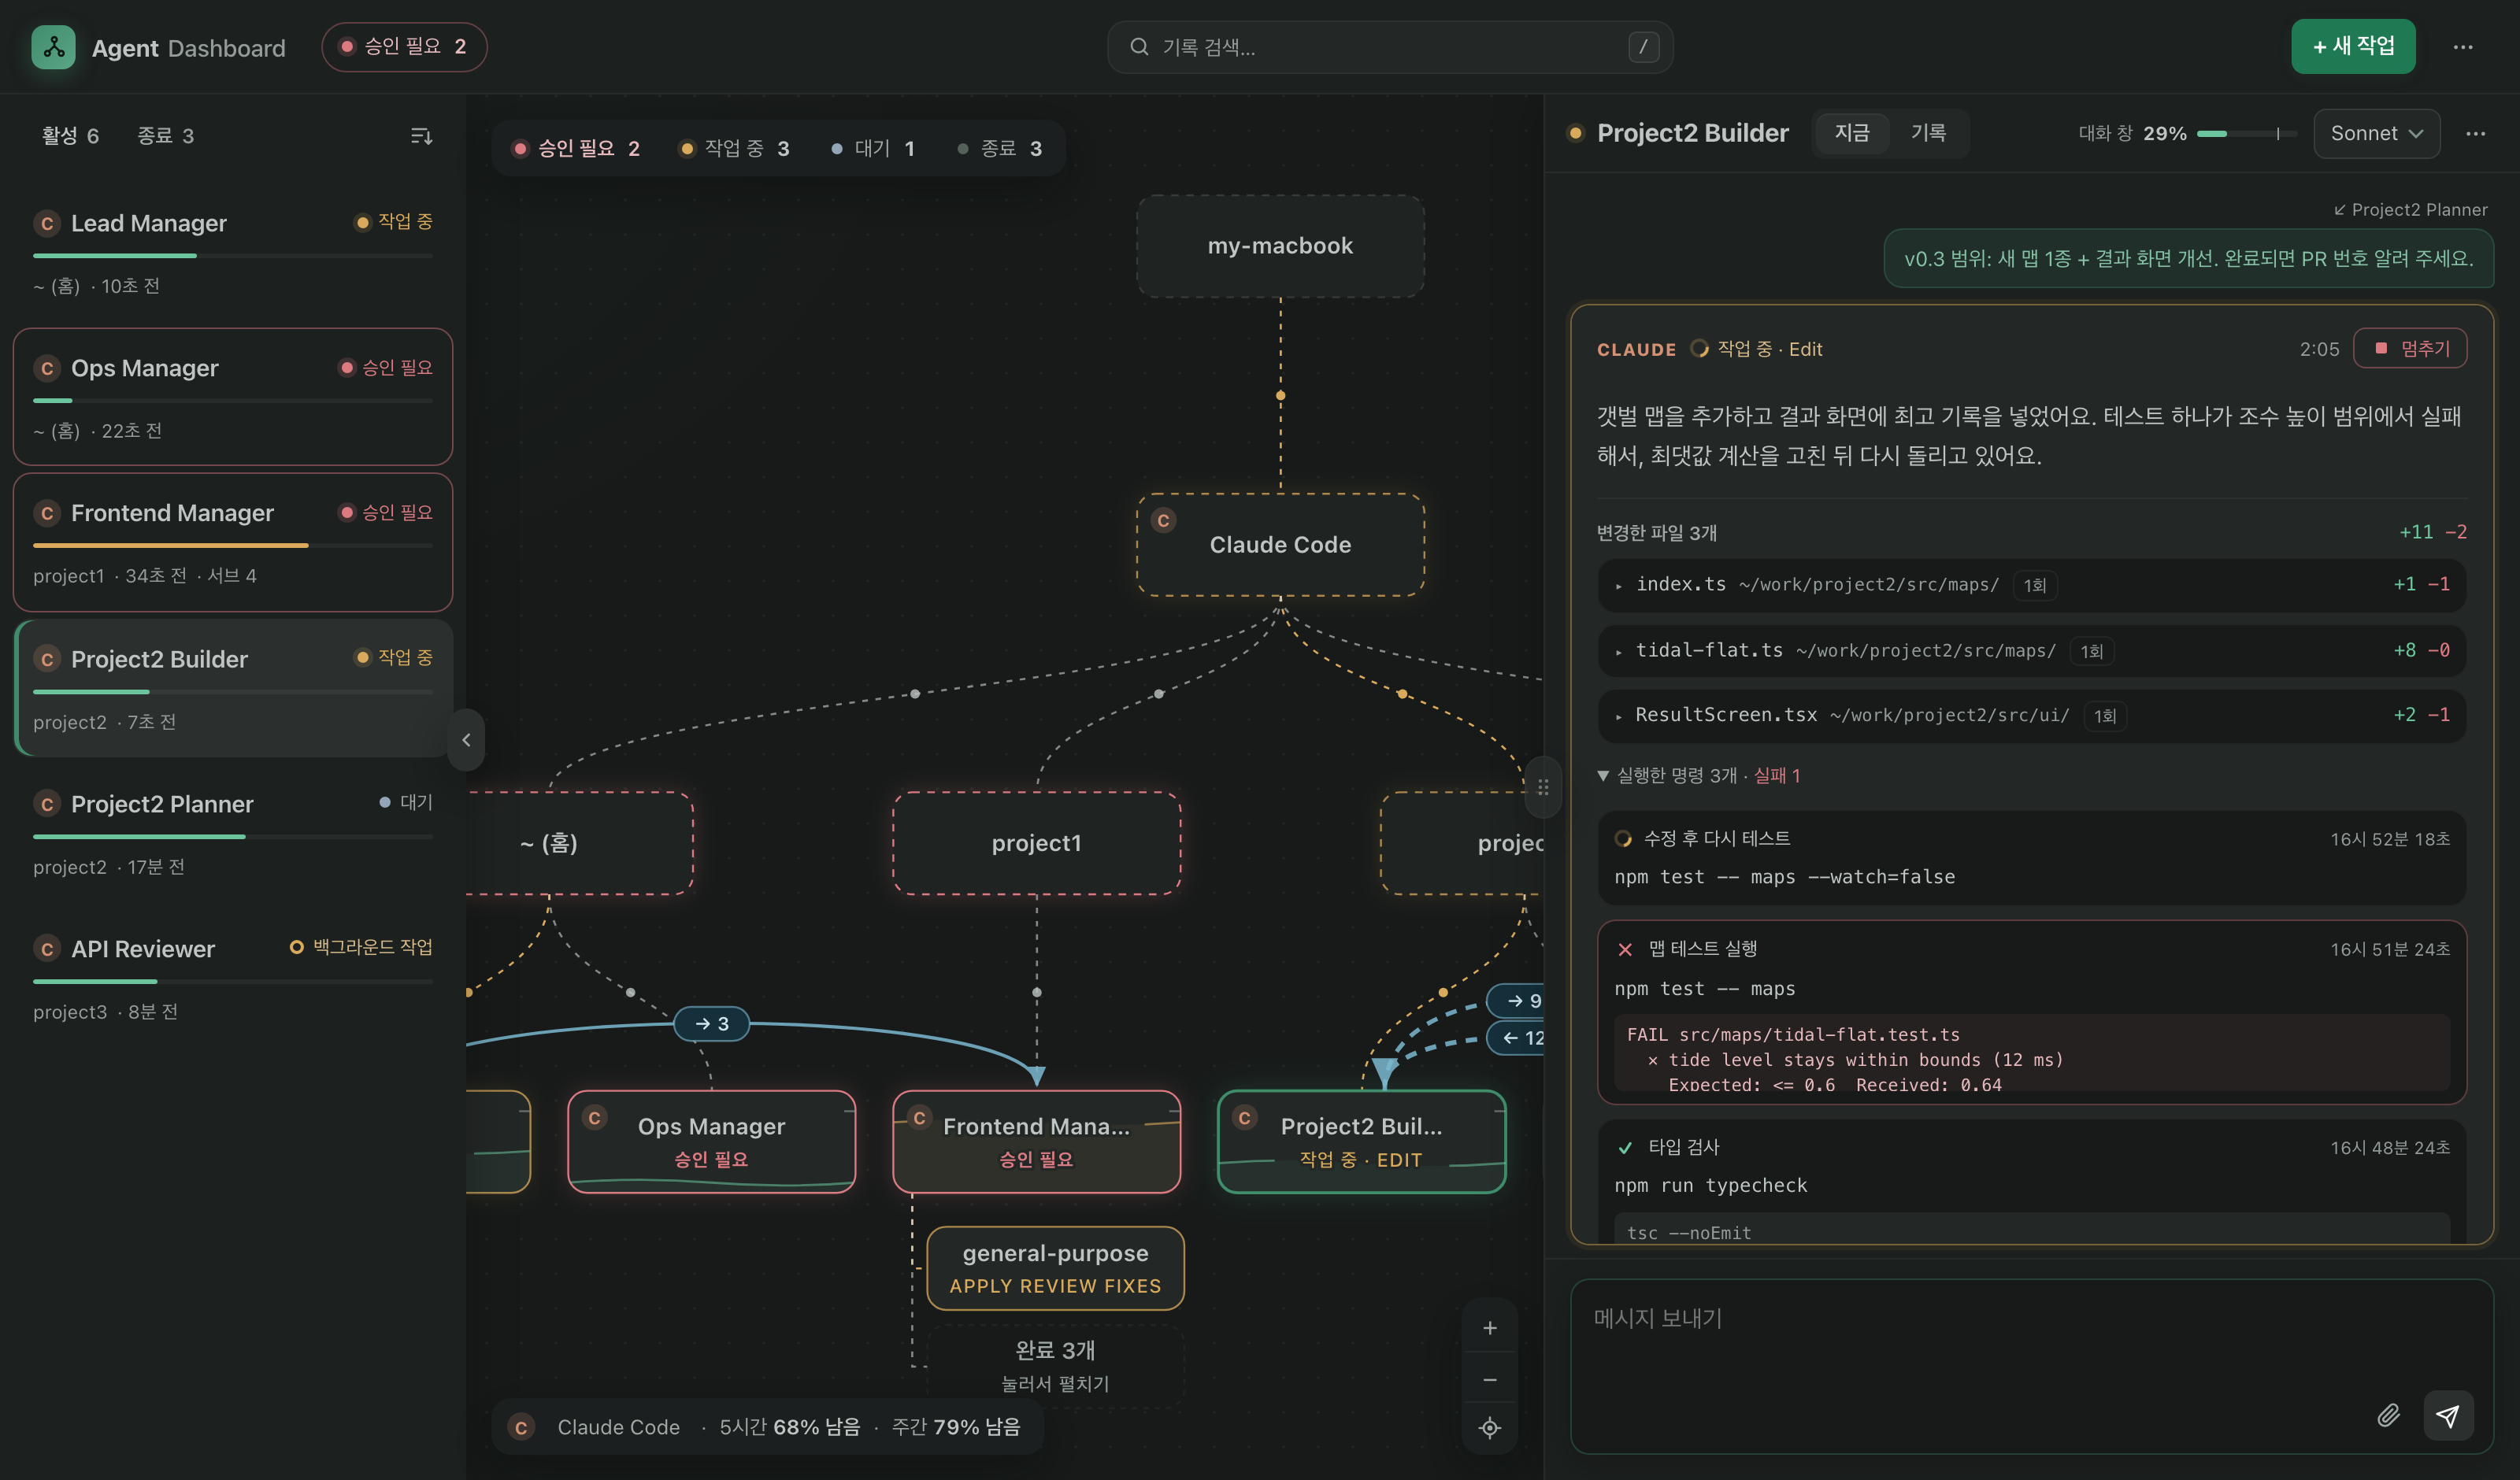 Agent Dashboard
승인 필요 2
기록 검색...
/
+ 새 작업
활성 6 종료 3
C Lead Manager 작업 중
~ (홈) · 10초 전
C Ops Manager 승인 필요
~ (홈) · 22초 전
C Frontend Manager 승인 필요
project1 · 34초 전 · 서브 4
C Project2 Builder 작업 중
project2 · 7초 전
C Project2 Planner 대기
project2 · 17분 전
C API Reviewer 백그라운드 작업
project3 · 8분 전
승인 필요 2 작업 중 3 대기 1 종료 3
my-macbook
C
Claude Code
~ (홈)
project1
projec
→ 3
→ 9
← 12
C Ops Manager
승인 필요
C Frontend Mana...
승인 필요
C Project2 Buil...
작업 중 · EDIT
general-purpose
APPLY REVIEW FIXES
완료 3개
눌러서 펼치기
C Claude Code · 5시간 68% 남음 · 주간 79% 남음
+
−
Project2 Builder 지금 기록 대화 창 29% Sonnet
↙ Project2 Planner
v0.3 범위: 새 맵 1종 + 결과 화면 개선. 완료되면 PR 번호 알려 주세요.
CLAUDE 작업 중 · Edit 2:05 멈추기
갯벌 맵을 추가하고 결과 화면에 최고 기록을 넣었어요. 테스트 하나가 조수 높이 범위에서 실패
해서, 최댓값 계산을 고친 뒤 다시 돌리고 있어요.
변경한 파일 3개 +11 −2
▸ index.ts ~/work/project2/src/maps/ 1회 +1 −1
▸ tidal-flat.ts ~/work/project2/src/maps/ 1회 +8 −0
▸ ResultScreen.tsx ~/work/project2/src/ui/ 1회 +2 −1
▼ 실행한 명령 3개 · 실패 1
수정 후 다시 테스트 16시 52분 18초
npm test -- maps --watch=false
✕ 맵 테스트 실행 16시 51분 24초
npm test -- maps
FAIL src/maps/tidal-flat.test.ts
× tide level stays within bounds (12 ms)
Expected: <= 0.6 Received: 0.64
✓ 타입 검사 16시 48분 24초
npm run typecheck
tsc --noEmit
메시지 보내기